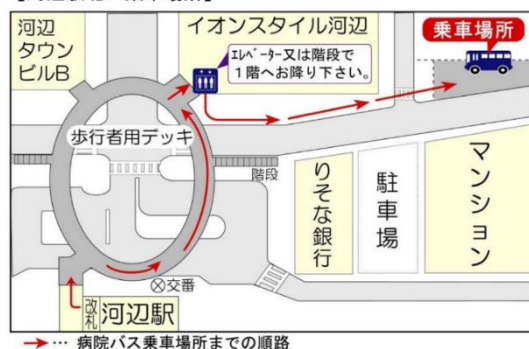 河辺
タウン
ビルB
イオンスタイル河辺
乗車場所
エレベーター又は階段で
1階へお降り下さい。
歩行者用デッキ
階段
りそな銀行
駐車場
マンション
交番
改札
河辺駅
→… 病院バス乗車場所までの順路